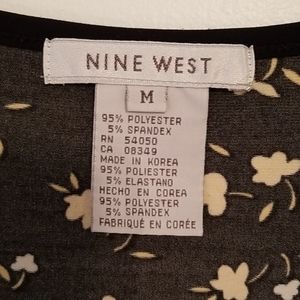 NINE WEST
M
95% POLYESTER
5% SPANDEX
RN 54050
CA 08349
MADE IN KOREA
95% POLIESTER
5% ELASTANO
HECHO EN COREA
95% POLYESTER
5% SPANDEX
FABRIQUÉ EN CORÉE